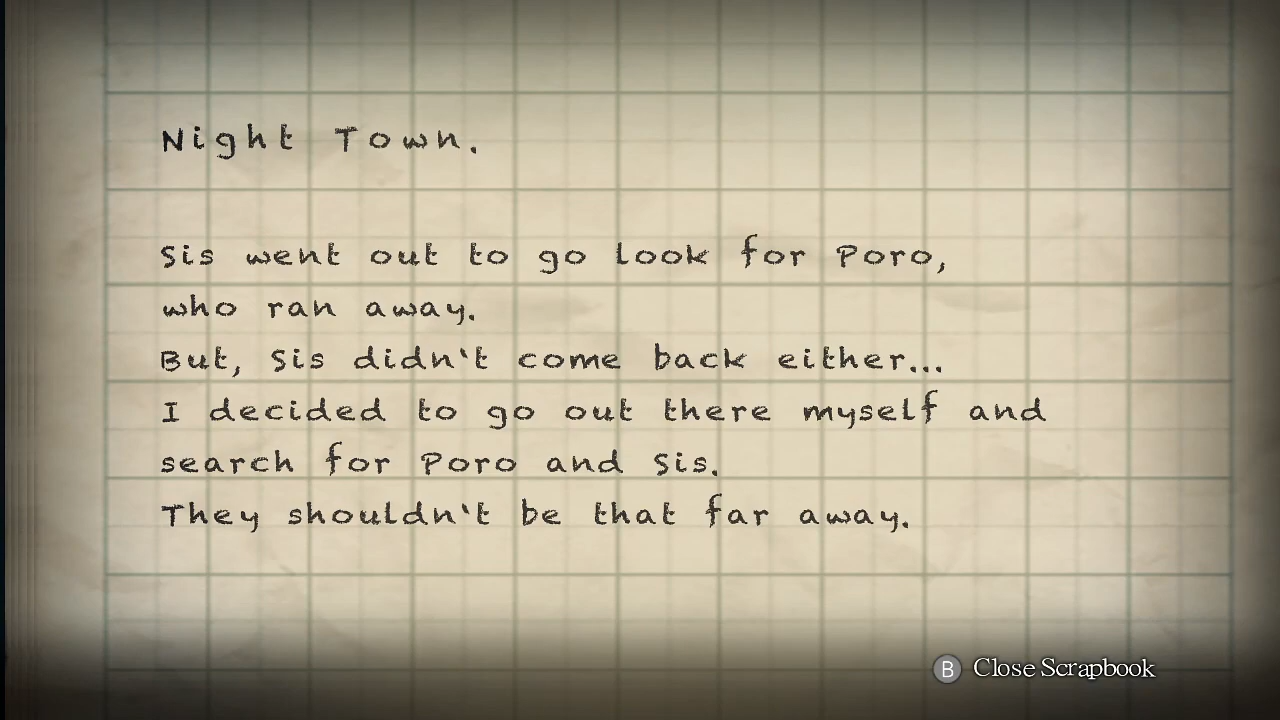 Night Town.
Sis went out to go look for Poro,
who ran away.
But, Sis didn't come back either...
I decided to go out there myself and
search for Poro and Sis.
They shouldn't be that far away.
B Close Scrapbook